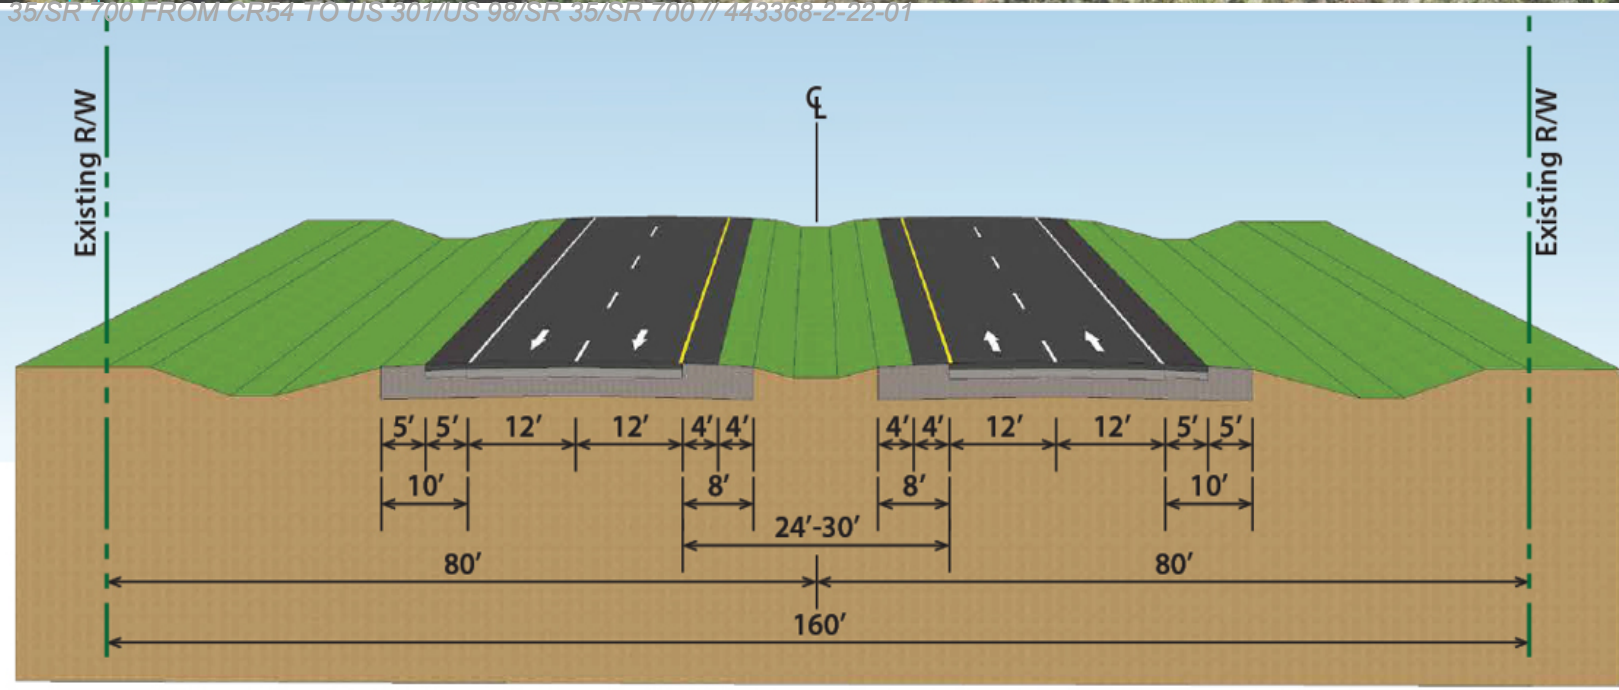 35/SR 700 FROM CR54 TO US 301/US 98/SR 35/SR 700 // 443368-2-22-01
Existing R/W
℄
Existing R/W
5' 5' 12' 12' 4' 4' 4' 4' 12' 12' 5' 5'
10' 8' 8' 10'
24'-30'
80' 80'
160'